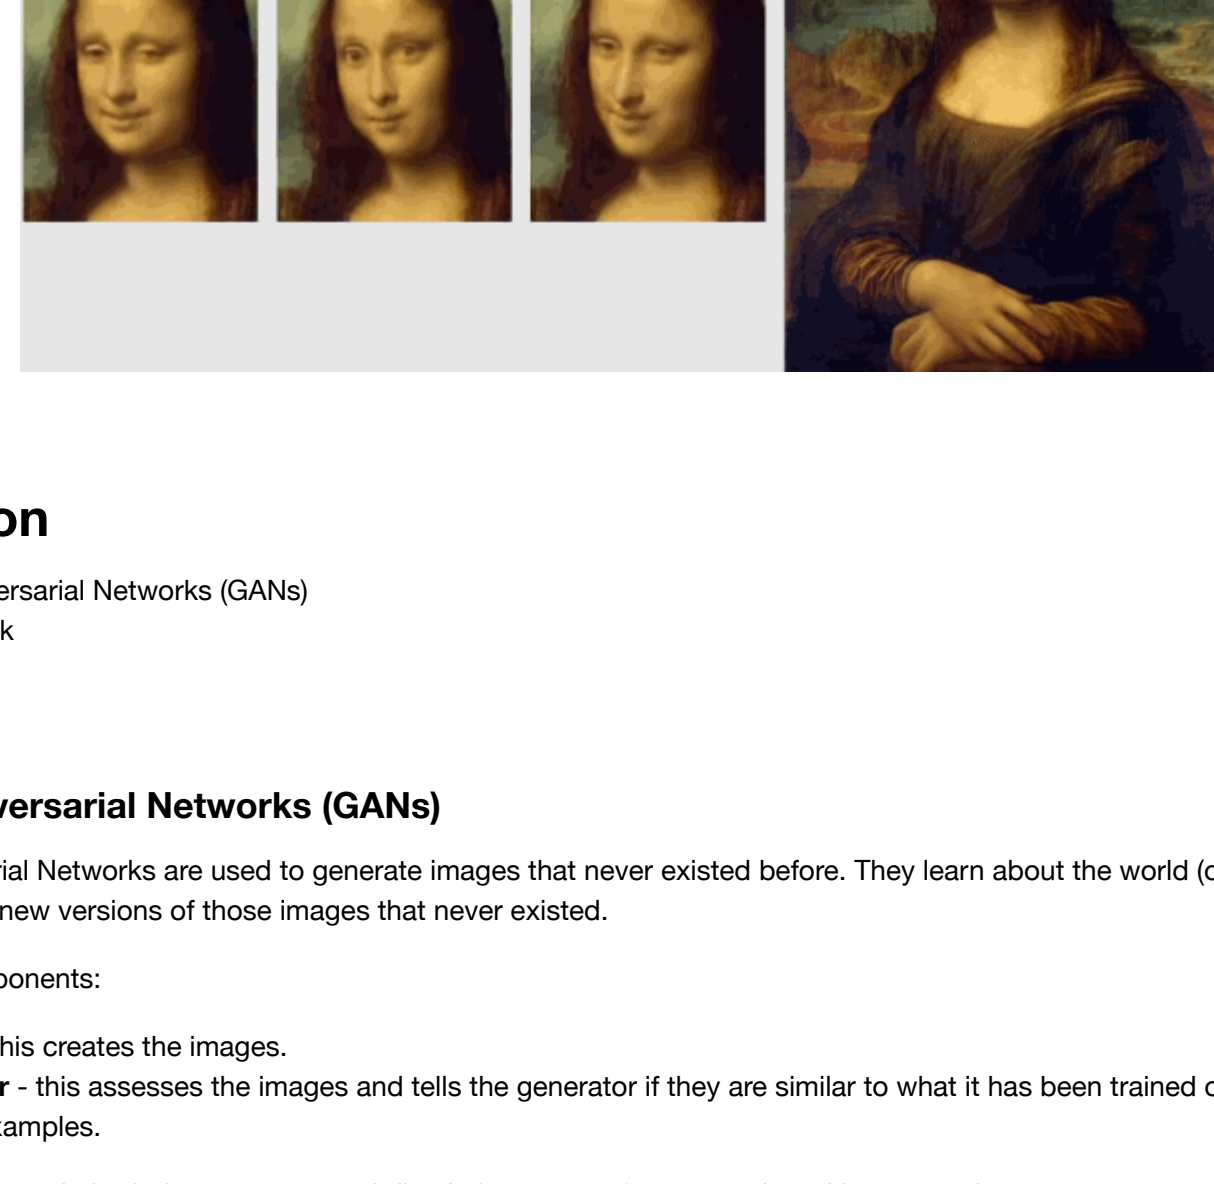 on
ersarial Networks (GANs)
k
versarial Networks (GANs)
rial Networks are used to generate images that never existed before. They learn about the world (
new versions of those images that never existed.
ponents:
his creates the images.
r - this assesses the images and tells the generator if they are similar to what it has been trained
xamples.